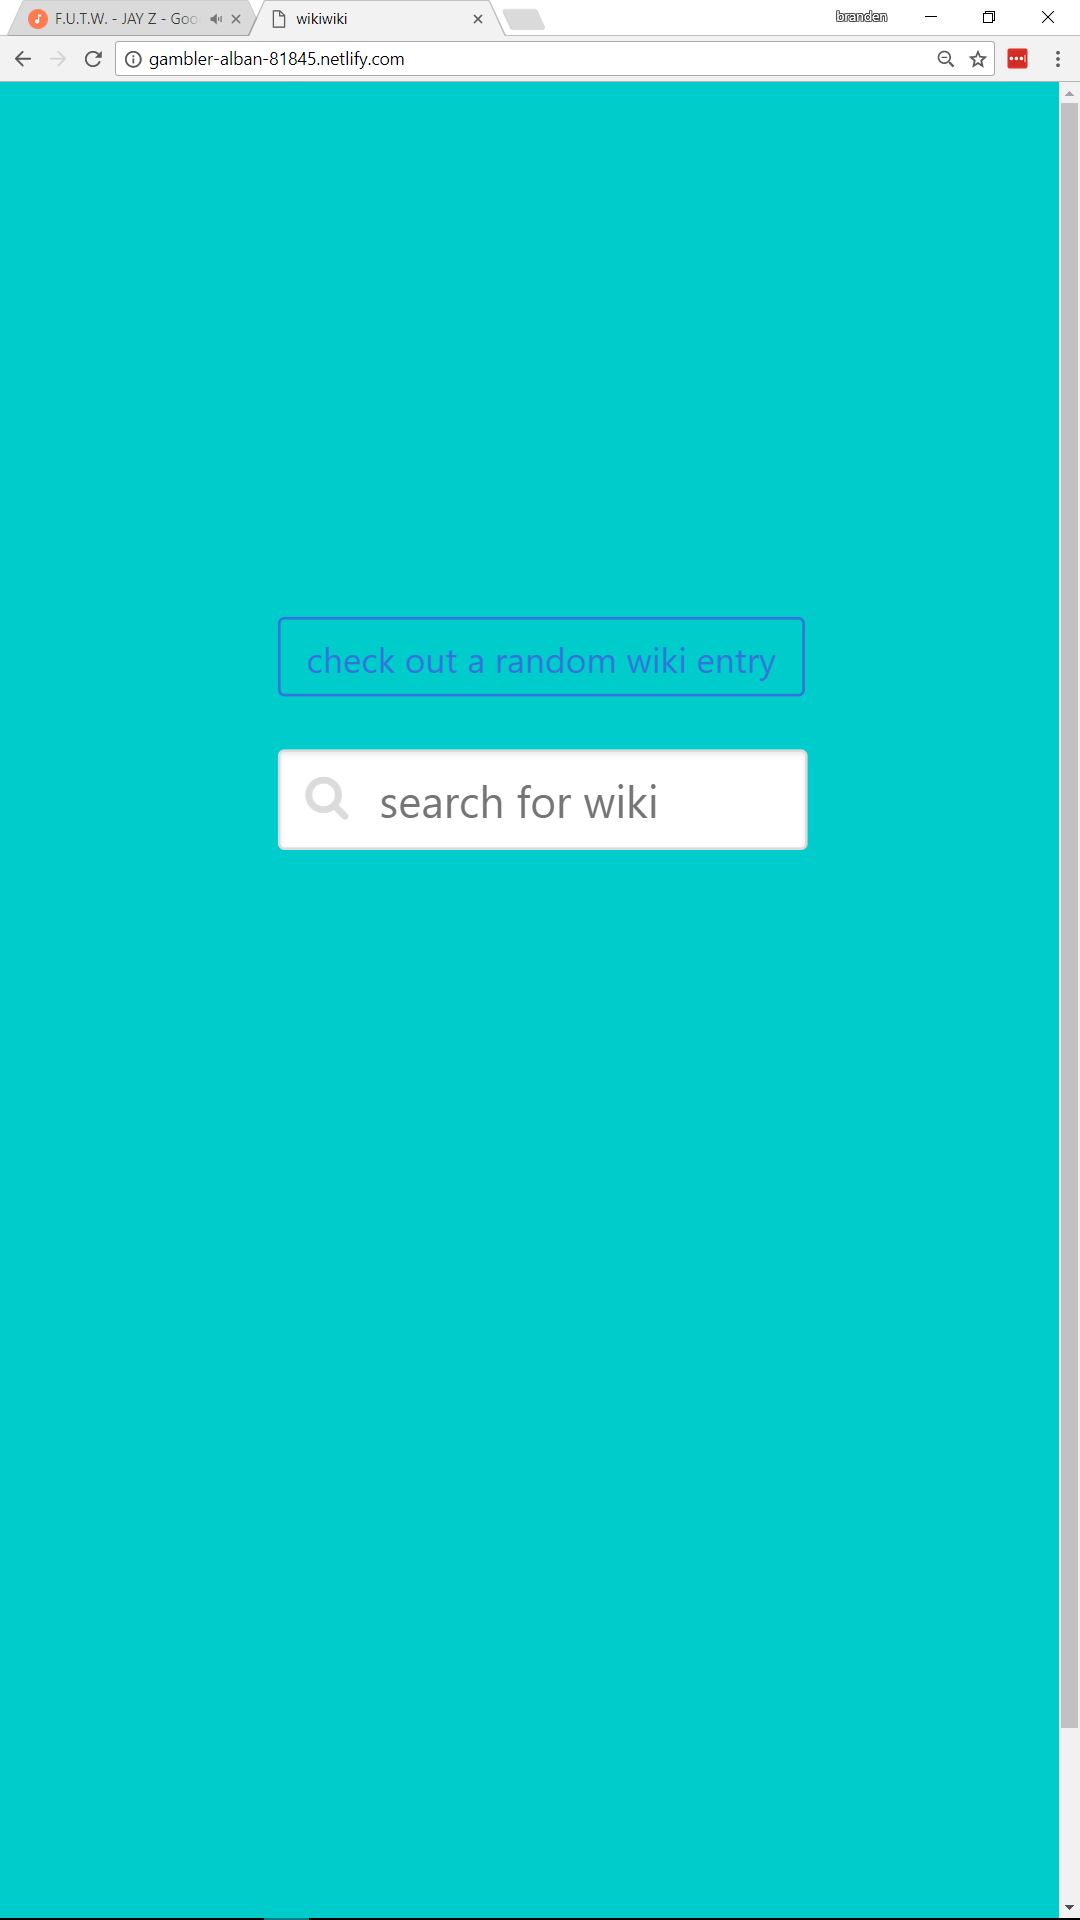 F.U.T.W. - JAY Z - Goo
wikiwiki
branden
gambler-alban-81845.netlify.com
check out a random wiki entry
search for wiki